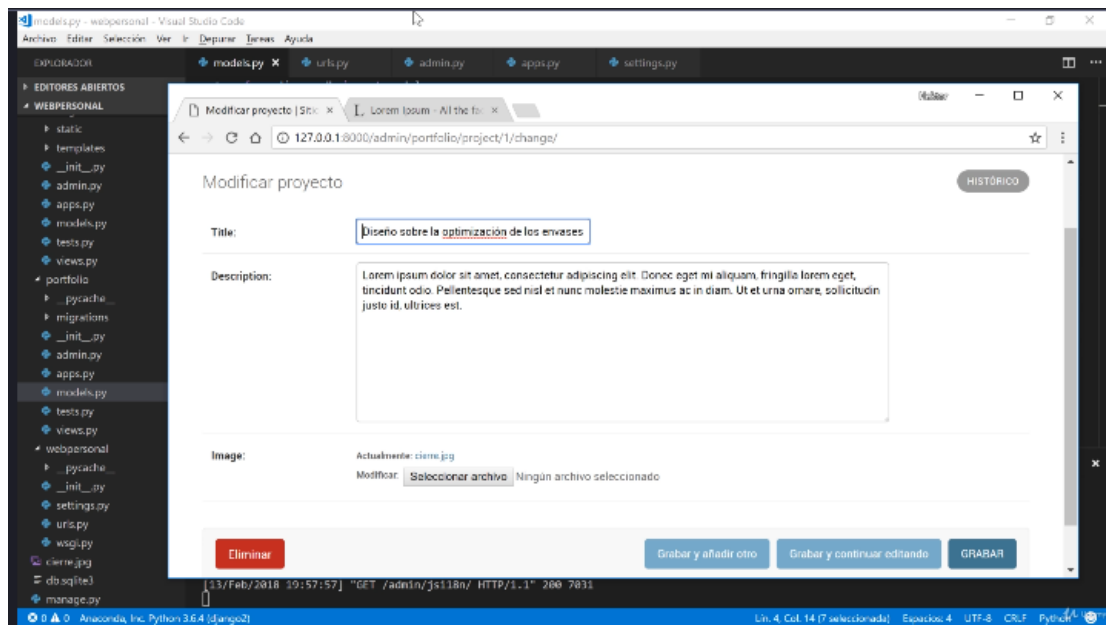 models.py - webpersonal - Visual Studio Code
Archivo Editar Selección Ver Ir Depurar Tareas Ayuda
EXPLORADOR
models.py
urls.py
admin.py
apps.py
settings.py
EDITORES ABIERTOS
WEBPERSONAL
static
templates
__init__.py
admin.py
apps.py
models.py
tests.py
views.py
portfolio
__pycache__
migrations
__init__.py
admin.py
apps.py
models.py
tests.py
views.py
webpersonal
__pycache__
__init__.py
settings.py
urls.py
wsgi.py
cierre.jpg
db.sqlite3
manage.py
Modificar proyecto | Sitio
Lorem Ipsum - All the fac
127.0.0.1:8000/admin/portfolio/project/1/change/
Modificar proyecto
HISTÓRICO
Title:
Diseño sobre la optimización de los envases
Description:
Lorem ipsum dolor sit amet, consectetur adipiscing elit. Donec eget mi aliquam, fringilla lorem eget,
tincidunt odio. Pellentesque sed nisl et nunc molestie maximus ac in diam. Ut et urna ornare, sollicitudin
justo id, ultrices est.
Image:
Actualmente: cierre.jpg
Modificar: Seleccionar archivo Ningún archivo seleccionado
Eliminar
Grabar y añadir otro
Grabar y continuar editando
GRABAR
[13/Feb/2018 19:57:57] "GET /admin/jsi18n/ HTTP/1.1" 200 7031
0 0 Anaconda, Inc. Python 3.6.4 (django2)
Lín. 4, Col. 14 (7 seleccionada) Espacios: 4 UTF-8 CRLF Python